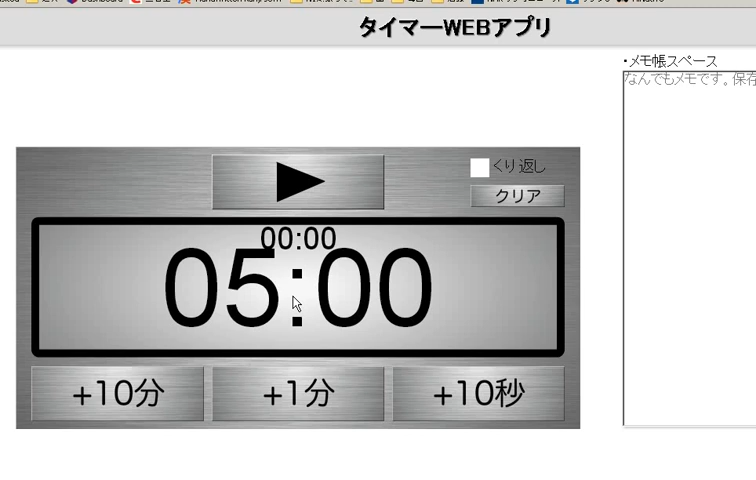 Dashboard
タイマーWEBアプリ
・メモ帳スペース
なんでもメモです。保存
くり返し
クリア
00:00
05:00
+10分
+1分
+10秒